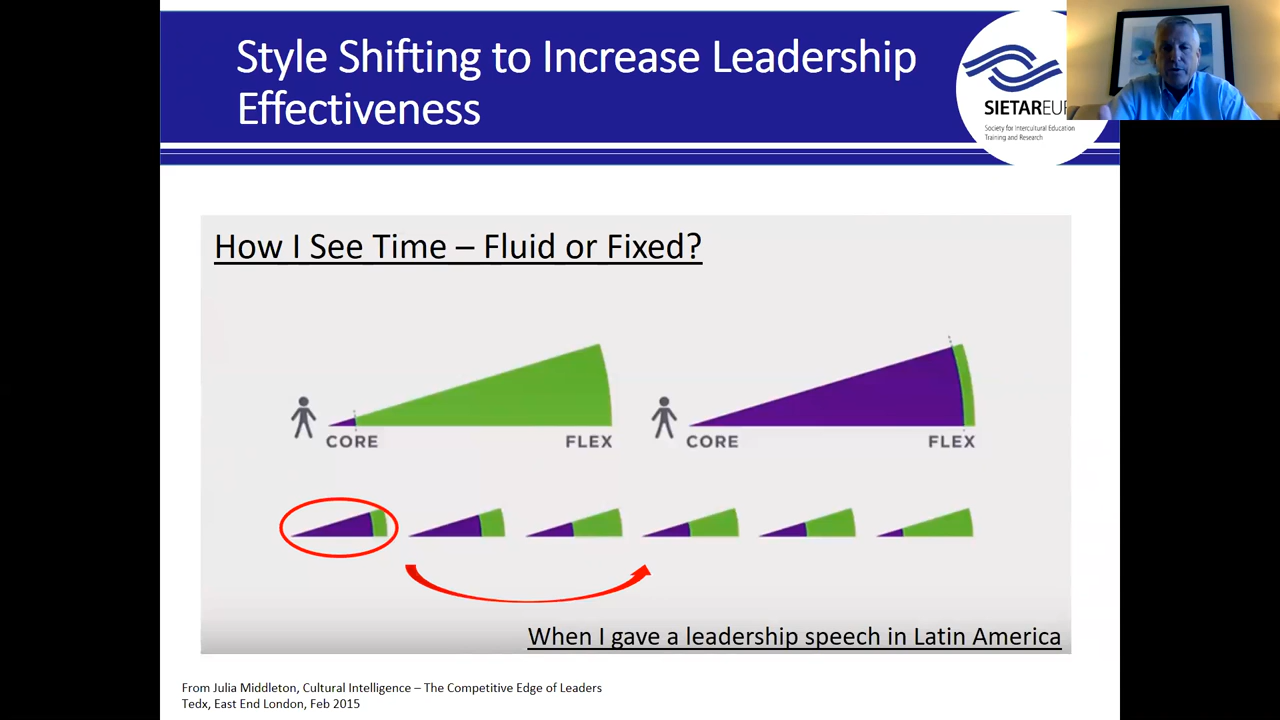 Style Shifting to Increase Leadership
Effectiveness
SIETAREU
Society for Intercultural Education
Training and Research
How I See Time – Fluid or Fixed?
CORE
FLEX
CORE
FLEX
When I gave a leadership speech in Latin America
From Julia Middleton, Cultural Intelligence – The Competitive Edge of Leaders
Tedx, East End London, Feb 2015